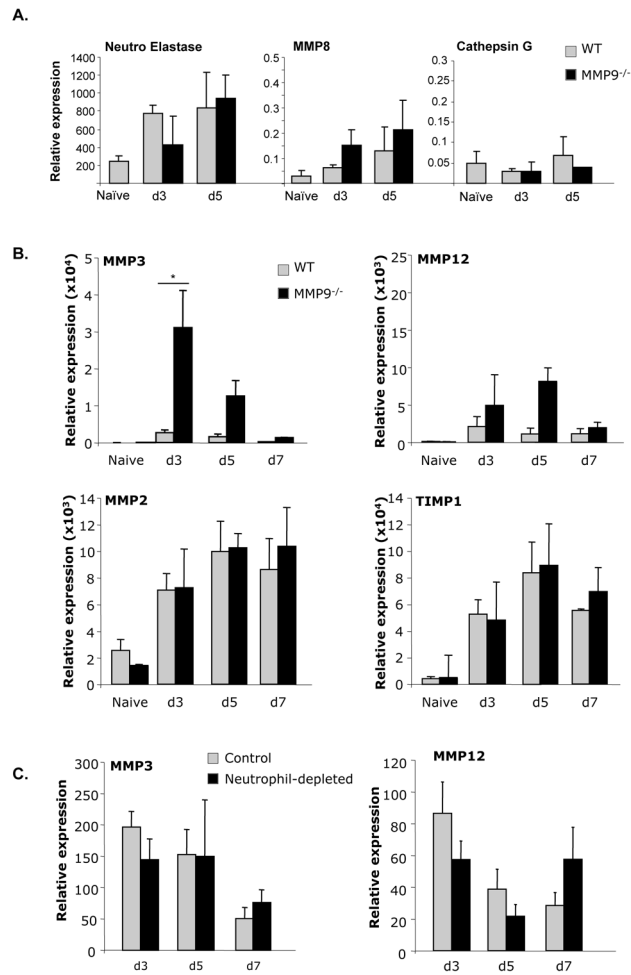 A.
Neutro Elastase
MMP8
Cathepsin G
WT
MMP9-/-
Relative expression
1400
1200
1000
800
600
400
200
0
Naïve d3 d5
0.5
0.4
0.3
0.2
0.1
Naïve d3 d5
0.3
0.25
0.2
0.15
0.1
0.05
Naïve d3 d5
B.
MMP3
WT
MMP9-/-
*
Relative expression (x10⁴)
5
4
3
2
1
0
Naive d3 d5 d7
MMP12
Relative expression (x10³)
25
20
15
10
5
0
Naive d3 d5 d7
MMP2
Relative expression (x10³)
14
12
10
8
6
4
2
0
Naive d3 d5 d7
TIMP1
Relative expression (x10⁴)
14
12
10
8
6
4
2
0
Naive d3 d5 d7
C.
MMP3
Control
Neutrophil-depleted
Relative expression
300
250
200
150
100
50
0
d3 d5 d7
MMP12
Relative expression
120
100
80
60
40
20
0
d3 d5 d7